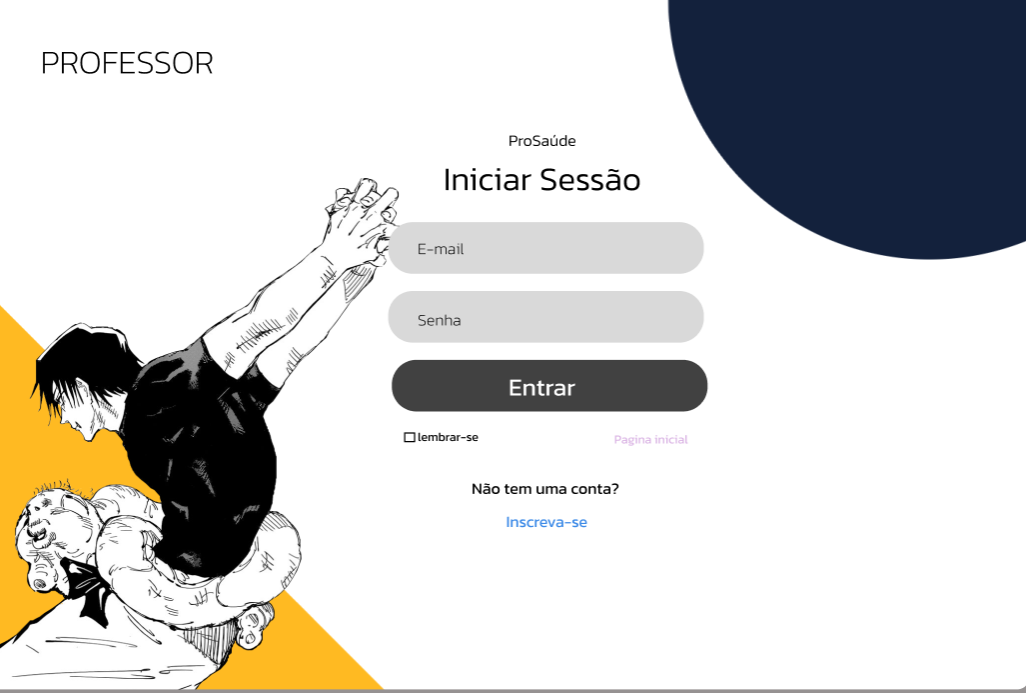 PROFESSOR
ProSaúde
Iniciar Sessão
E-mail
Senha
Entrar
lembrar-se
Pagina inicial
Não tem uma conta?
Inscreva-se